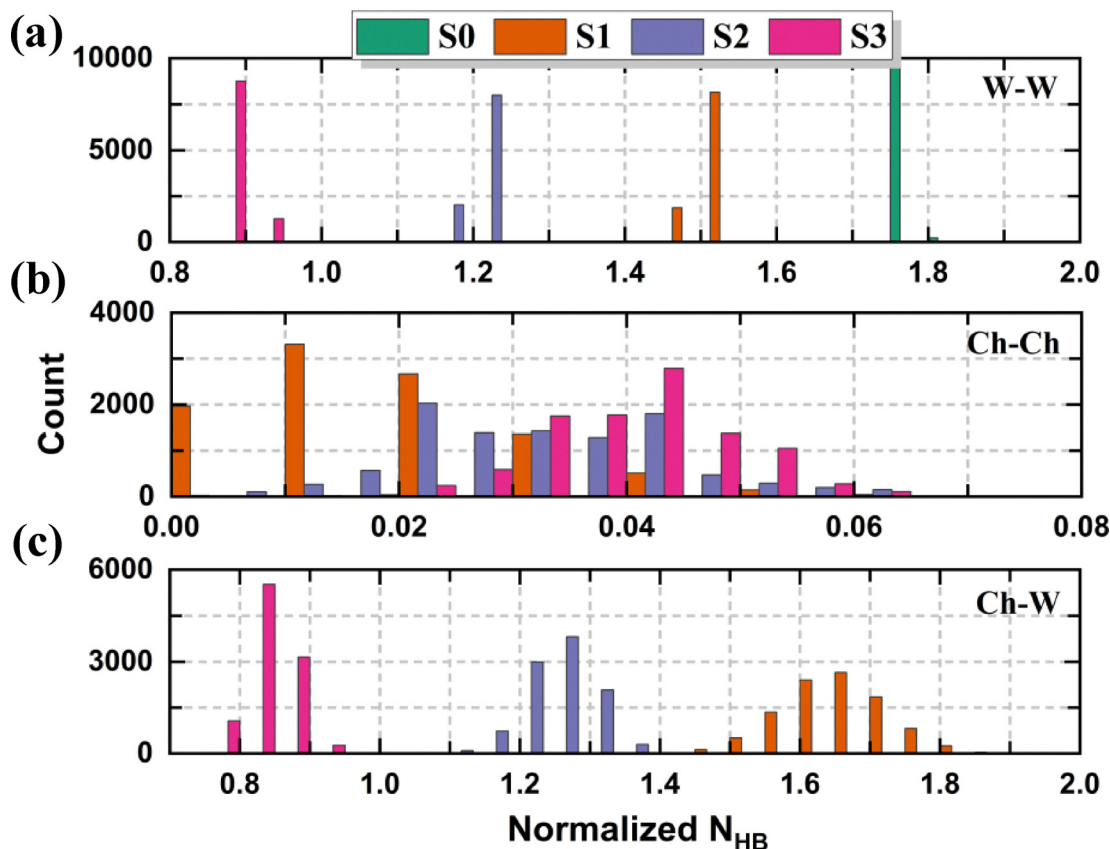 (a)
S0 S1 S2 S3
10000
W-W
5000
0
0.8 1.0 1.2 1.4 1.6 1.8 2.0
(b)
4000
Ch-Ch
2000
0
0.00 0.02 0.04 0.06 0.08
Count
(c)
6000
Ch-W
3000
0
0.8 1.0 1.2 1.4 1.6 1.8 2.0
Normalized N_HB